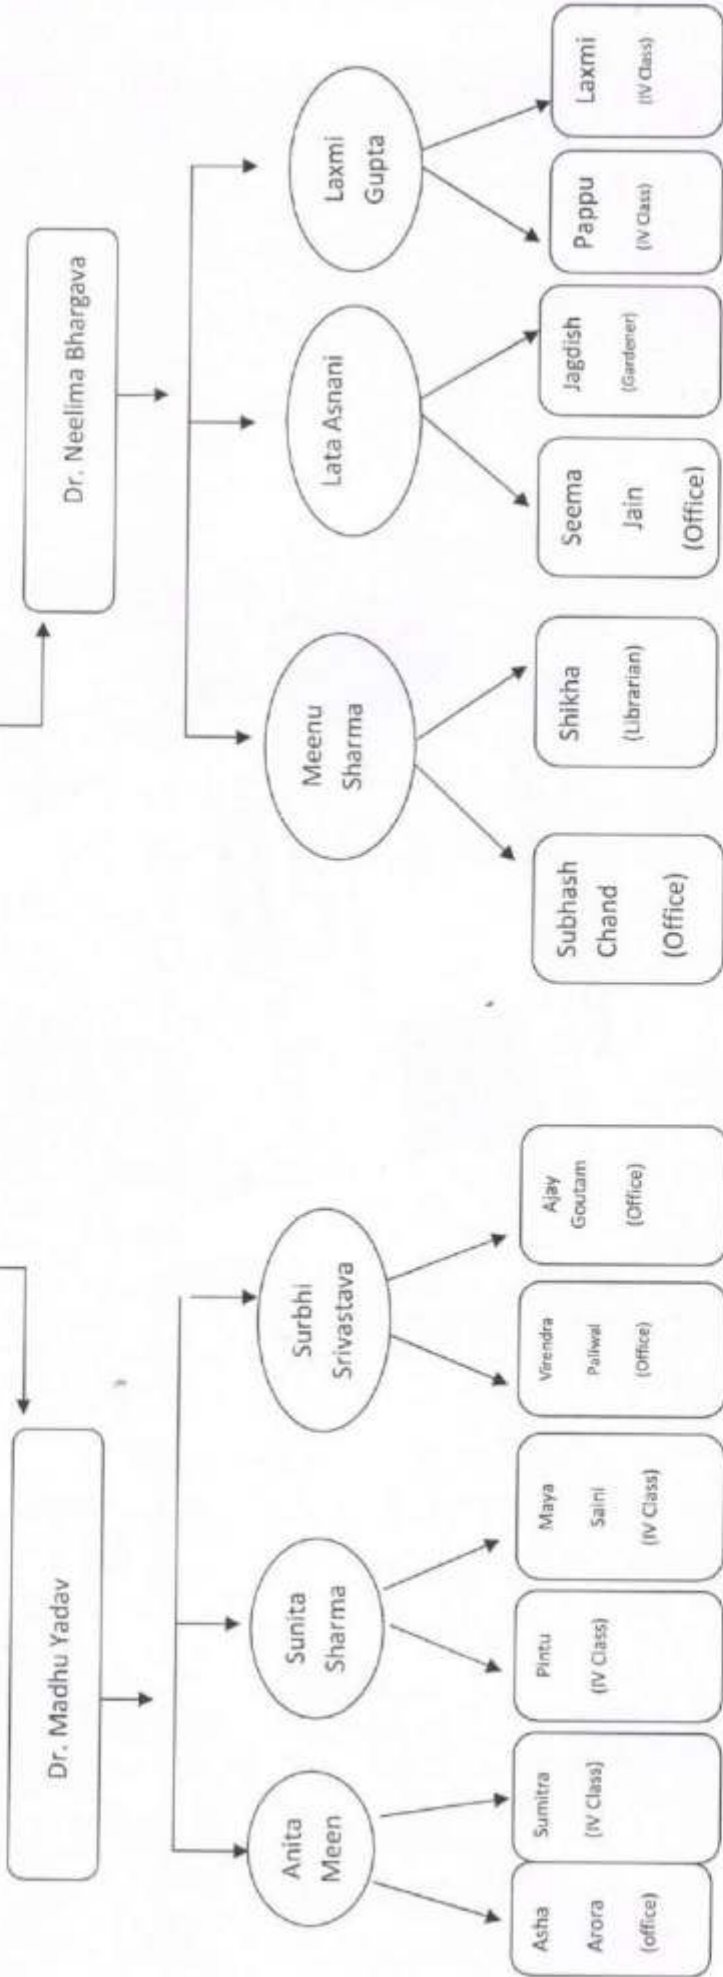 Dr. Madhu Yadav
Dr. Neelima Bhargava
Anita
Meen
Sunita
Sharma
Surbhi
Srivastava
Meenu
Sharma
Lata Asnani
Laxmi
Gupta
Asha
Arora
(office)
Sumitra
(IV Class)
Pintu
(IV Class)
Maya
Saini
(IV Class)
Virendra
Paliwal
(Office)
Ajay
Goutam
(Office)
Subhash
Chand
(Office)
Shikha
(Librarian)
Seema
Jain
(Office)
Jagdish
(Gardener)
Pappu
(IV Class)
Laxmi
(IV Class)